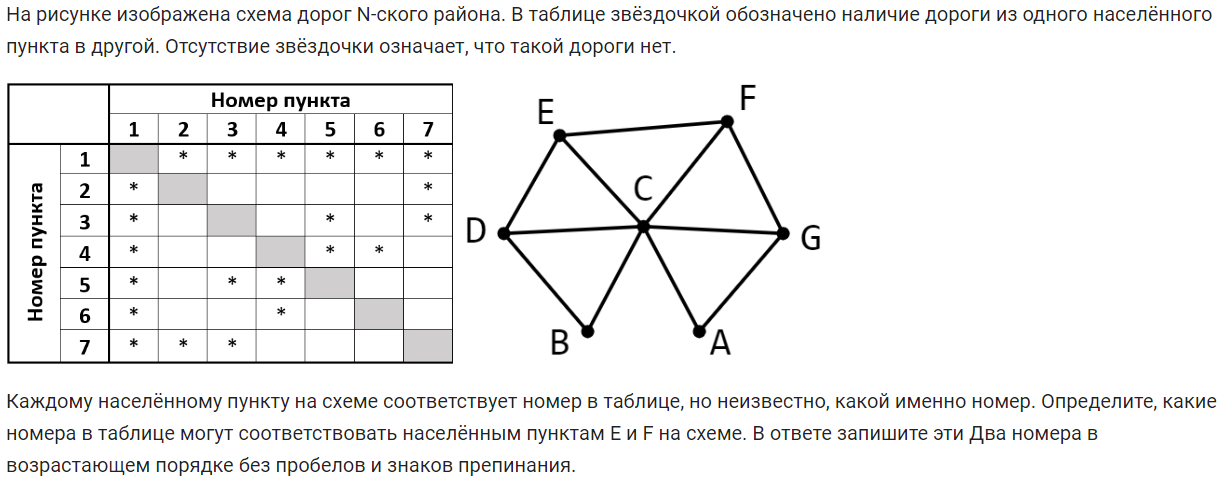 На рисунке изображена схема дорог N-ского района. В таблице звёздочкой обозначено наличие дороги из одного населённого
пункта в другой. Отсутствие звёздочки означает, что такой дороги нет.
Номер пункта
1 2 3 4 5 6 7
Номер пункта
1 * * * * * *
2 * *
3 * * *
4 * * *
5 * * *
6 * *
7 * * *
E
F
C
D
G
B
A
Каждому населённому пункту на схеме соответствует номер в таблице, но неизвестно, какой именно номер. Определите, какие
номера в таблице могут соответствовать населённым пунктам E и F на схеме. В ответе запишите эти Два номера в
возрастающем порядке без пробелов и знаков препинания.